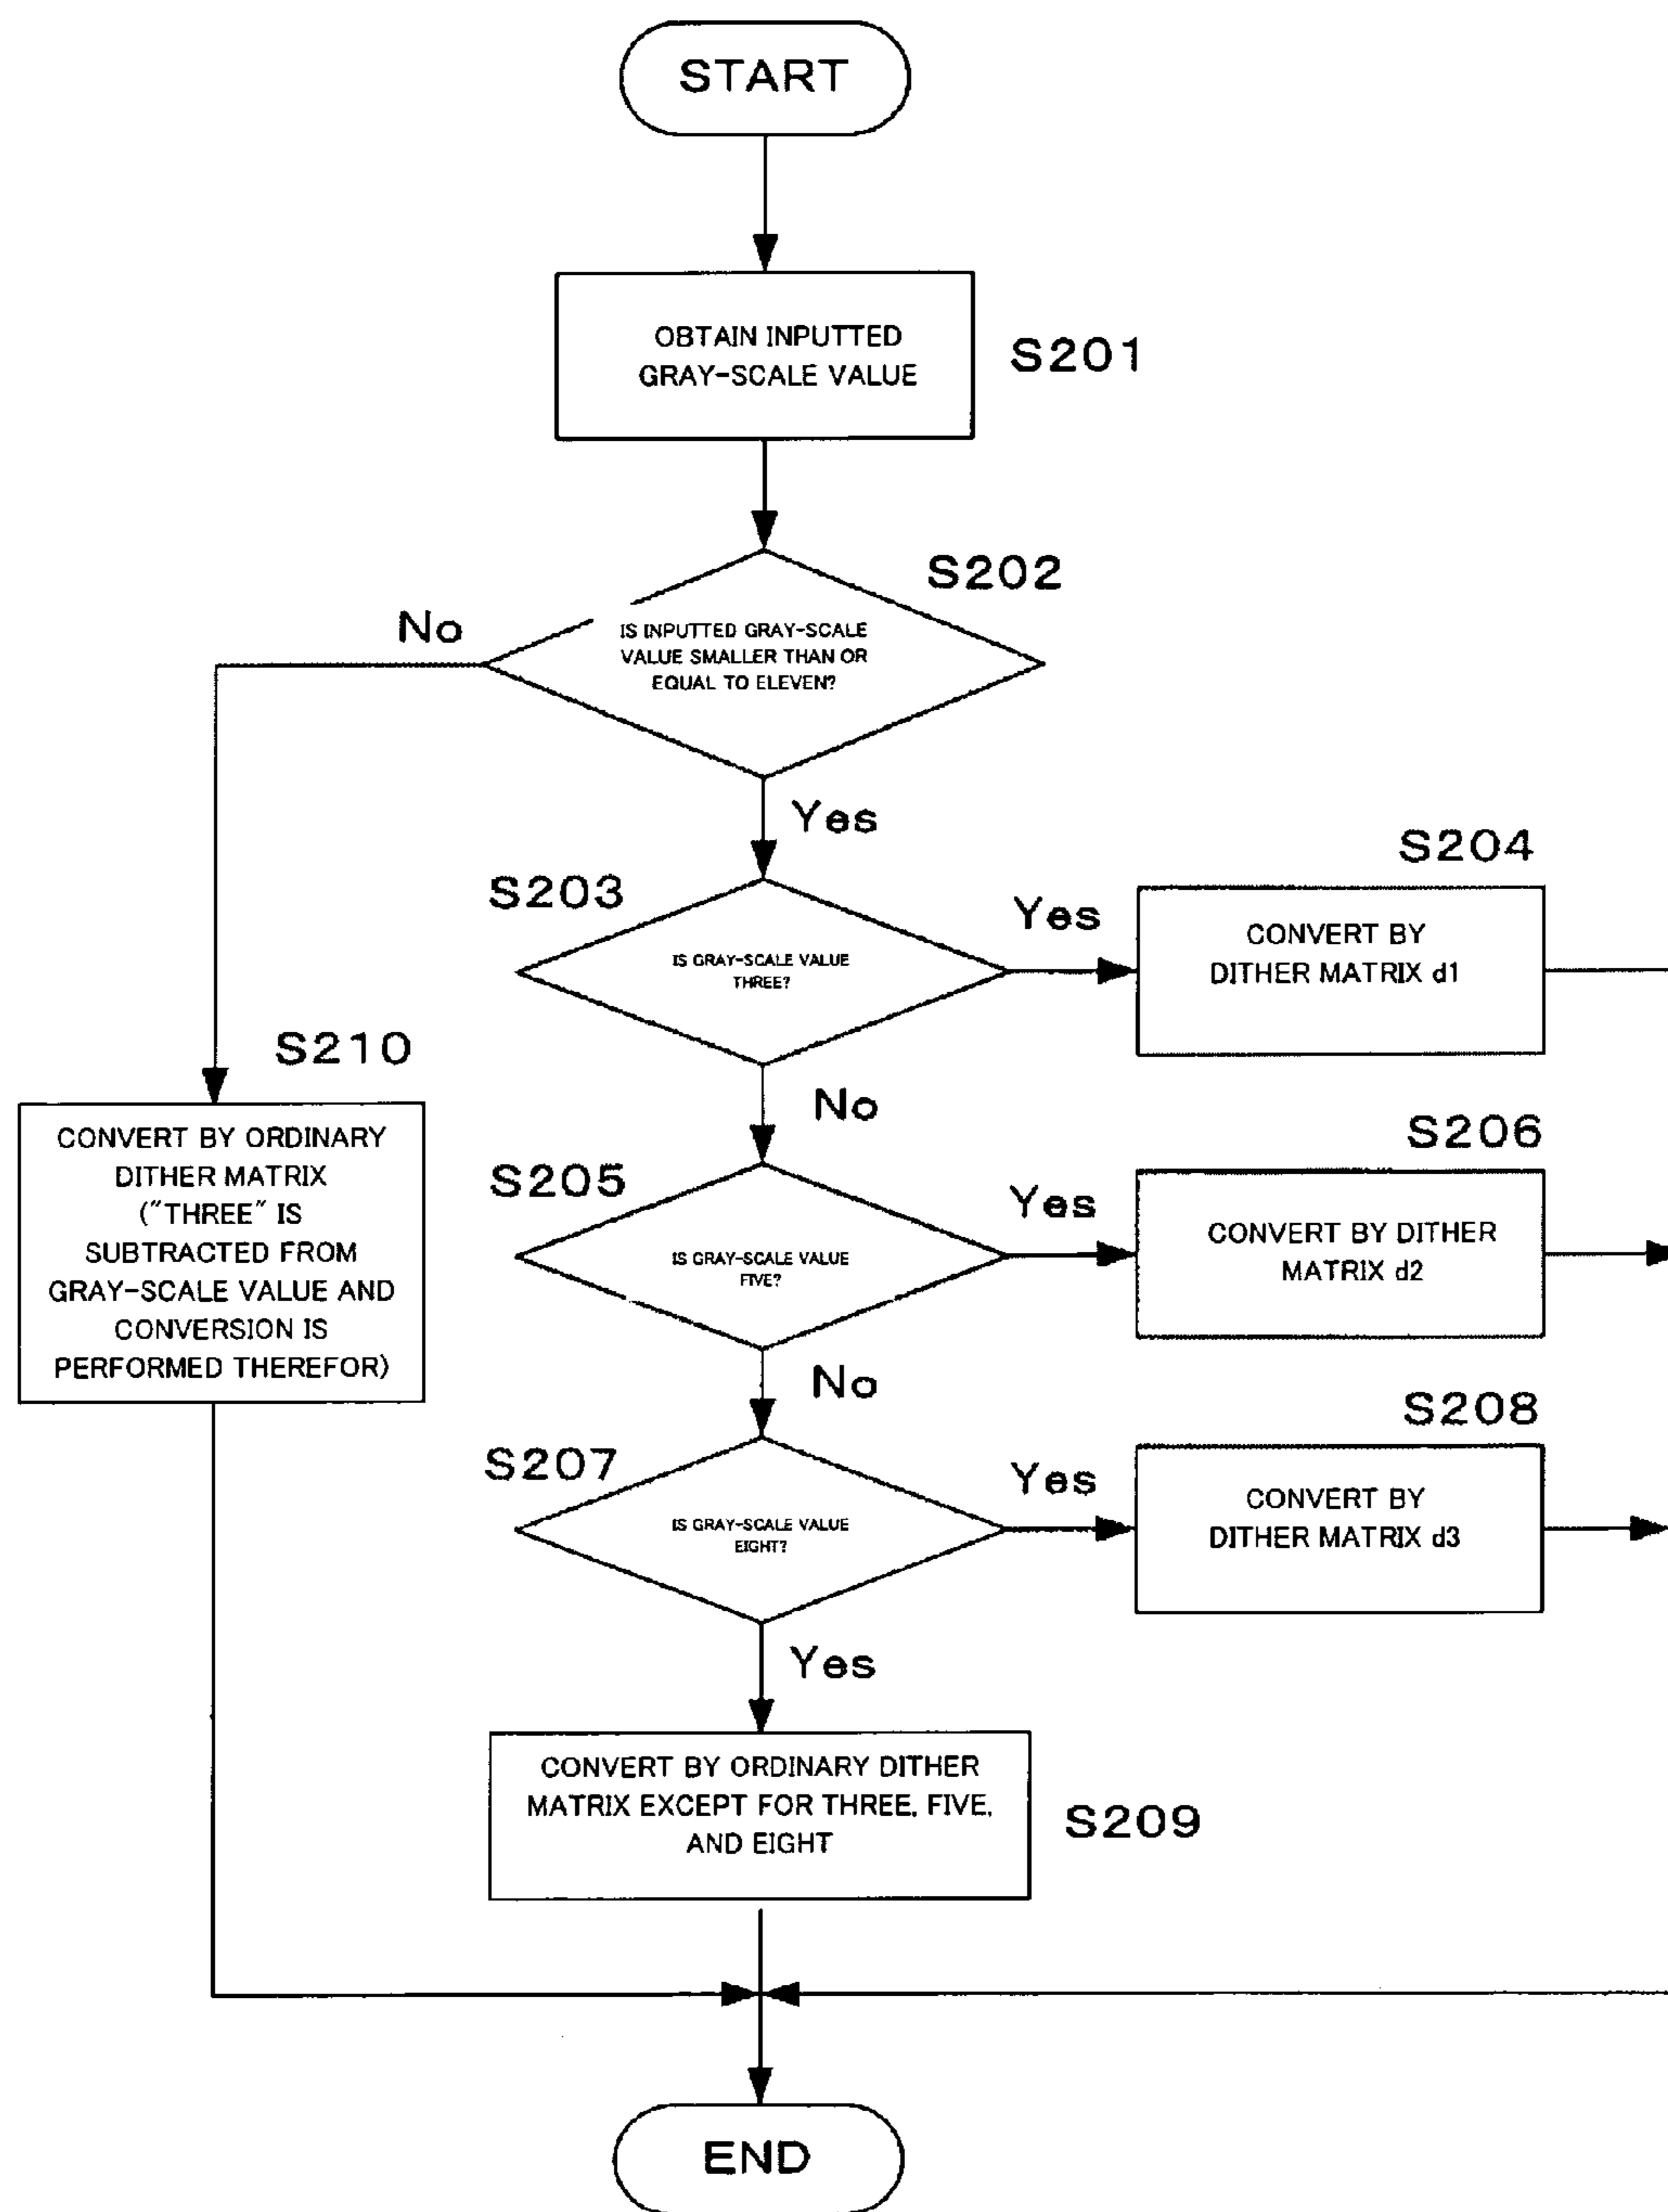 START
OBTAIN INPUTTED
GRAY-SCALE VALUE
S201
S202
IS INPUTTED GRAY-SCALE
VALUE SMALLER THAN OR
EQUAL TO ELEVEN?
No
Yes
S203
IS GRAY-SCALE VALUE
THREE?
Yes
S204
CONVERT BY
DITHER MATRIX d1
No
S210
CONVERT BY ORDINARY
DITHER MATRIX
("THREE" IS
SUBTRACTED FROM
GRAY-SCALE VALUE AND
CONVERSION IS
PERFORMED THEREFOR)
S205
IS GRAY-SCALE VALUE
FIVE?
Yes
S206
CONVERT BY DITHER
MATRIX d2
No
S207
IS GRAY-SCALE VALUE
EIGHT?
Yes
S208
CONVERT BY
DITHER MATRIX d3
Yes
CONVERT BY ORDINARY DITHER
MATRIX EXCEPT FOR THREE, FIVE,
AND EIGHT
S209
END